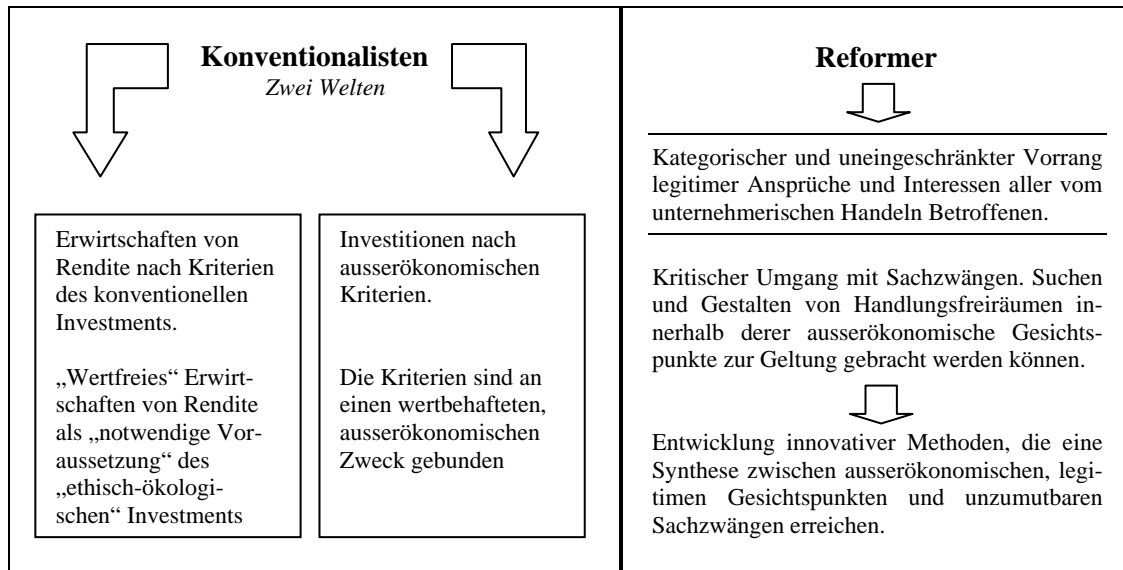 Konventionalisten
Zwei Welten
Erwirtschaften von
Rendite nach Kriterien
des konventionellen
Investments.
„Wertfreies“ Erwirt-
schaften von Rendite
als „notwendige Vor-
aussetzung“ des
„ethisch-ökologi-
schen“ Investments
Investitionen nach
ausserökonomischen
Kriterien.
Die Kriterien sind an
einen wertbehafteten,
ausserökonomischen
Zweck gebunden
Reformer
Kategorischer und uneingeschränkter Vorrang
legitimer Ansprüche und Interessen aller vom
unternehmerischen Handeln Betroffenen.
Kritischer Umgang mit Sachzwängen. Suchen
und Gestalten von Handlungsfreiräumen in-
nerhalb derer ausserökonomische Gesichts-
punkte zur Geltung gebracht werden können.
Entwicklung innovativer Methoden, die eine
Synthese zwischen ausserökonomischen, legi-
timen Gesichtspunkten und unzumutbaren
Sachzwängen erreichen.